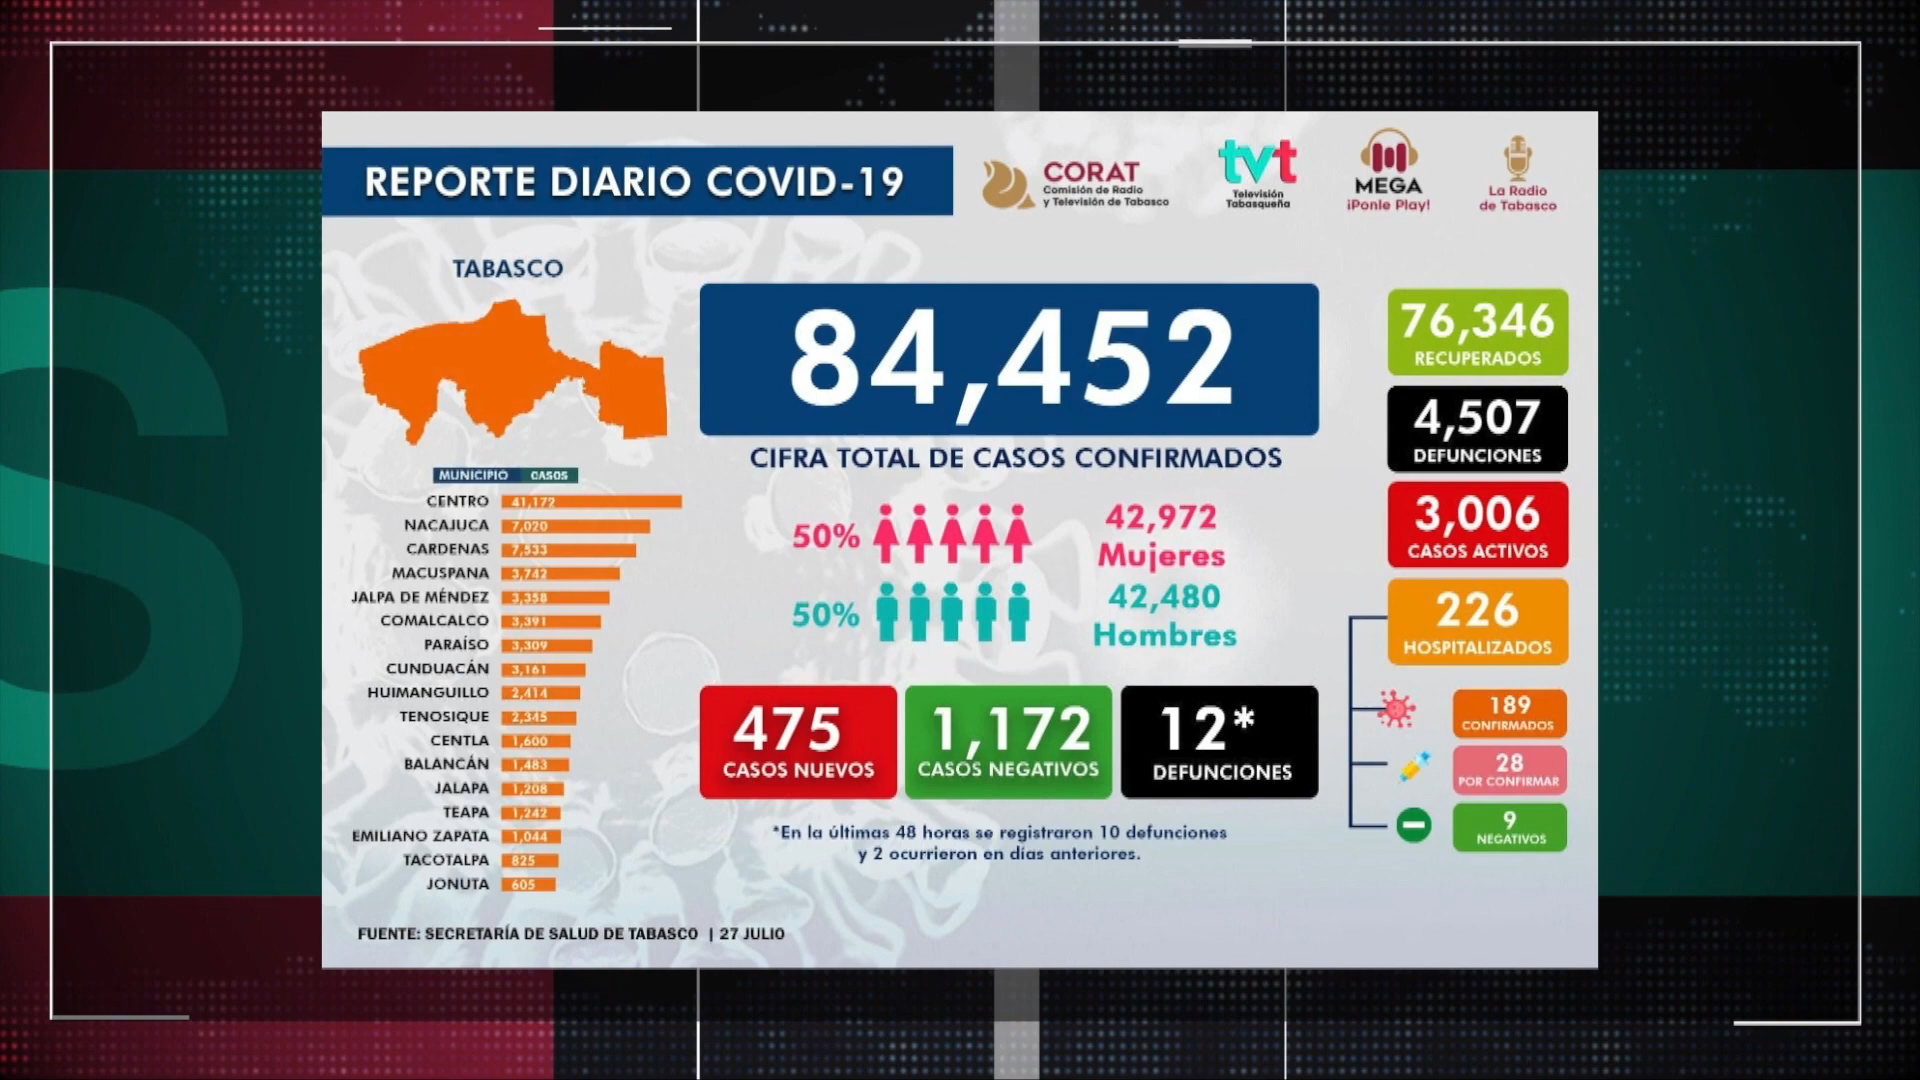 REPORTE DIARIO COVID-19
CORAT
Comisión de Radio
y Televisión de Tabasco
tvt
Televisión
Tabasqueña
MEGA
¡Ponle Play!
La Radio
de Tabasco
TABASCO
MUNICIPIO CASOS
CENTRO 41,172
NACAJUCA 7,020
CARDENAS 7,533
MACUSPANA 3,742
JALPA DE MÉNDEZ 3,358
COMALCALCO 3,391
PARAÍSO 3,309
CUNDUACÁN 3,161
HUIMANGUILLO 2,414
TENOSIQUE 2,345
CENTLA 1,600
BALANCÁN 1,483
JALAPA 1,208
TEAPA 1,242
EMILIANO ZAPATA 1,044
TACOTALPA 825
JONUTA 605
84,452
CIFRA TOTAL DE CASOS CONFIRMADOS
50%
42,972
Mujeres
50%
42,480
Hombres
475
CASOS NUEVOS
1,172
CASOS NEGATIVOS
12*
DEFUNCIONES
*En la últimas 48 horas se registraron 10 defunciones
y 2 ocurrieron en días anteriores.
76,346
RECUPERADOS
4,507
DEFUNCIONES
3,006
CASOS ACTIVOS
226
HOSPITALIZADOS
189
CONFIRMADOS
28
POR CONFIRMAR
9
NEGATIVOS
FUENTE: SECRETARÍA DE SALUD DE TABASCO | 27 JULIO
S